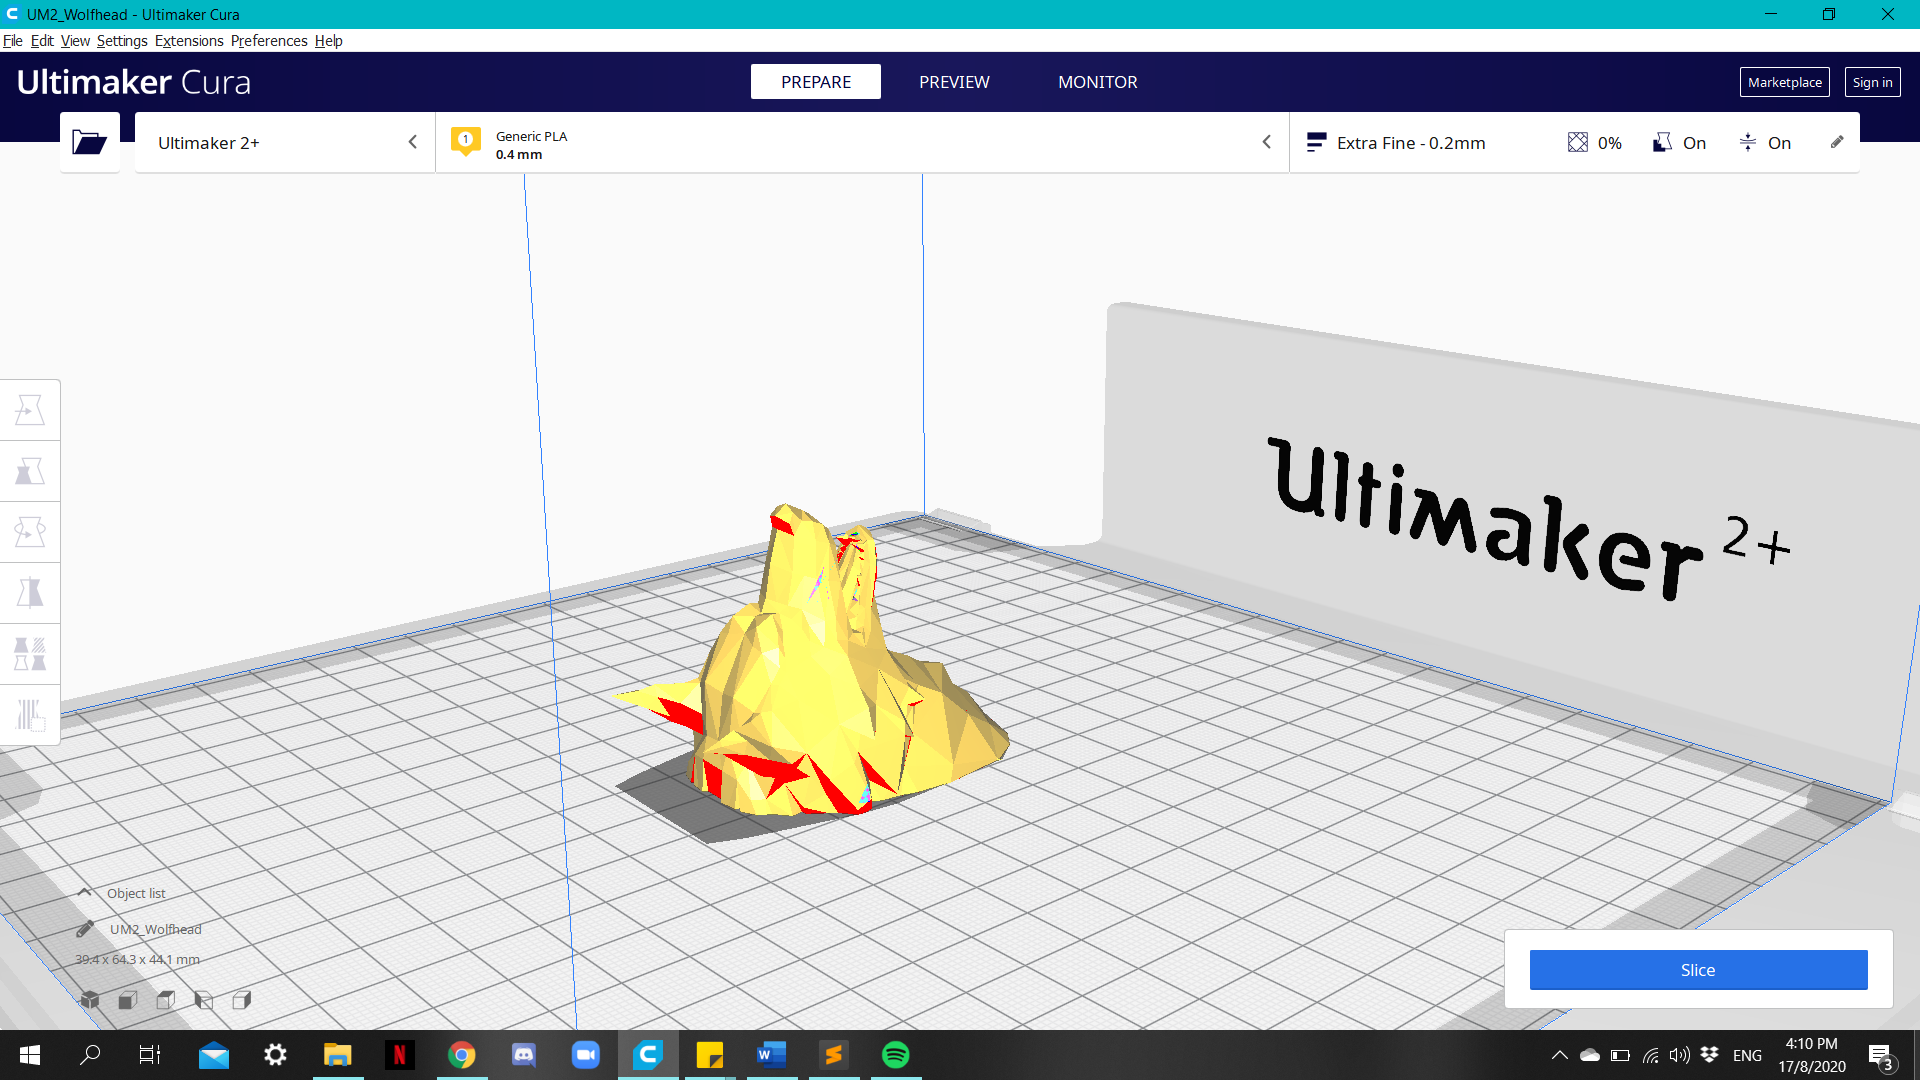 UM2_Wolfhead - Ultimaker Cura
File Edit View Settings Extensions Preferences Help
Ultimaker Cura
PREPARE
PREVIEW
MONITOR
Marketplace
Sign in
Ultimaker 2+
1
Generic PLA
0.4 mm
Extra Fine - 0.2mm
0%
On
On
Ultimaker 2+
Object list
UM2_Wolfhead
39.4 x 64.3 x 44.1 mm
Slice
ENG
4:10 PM
17/8/2020
3